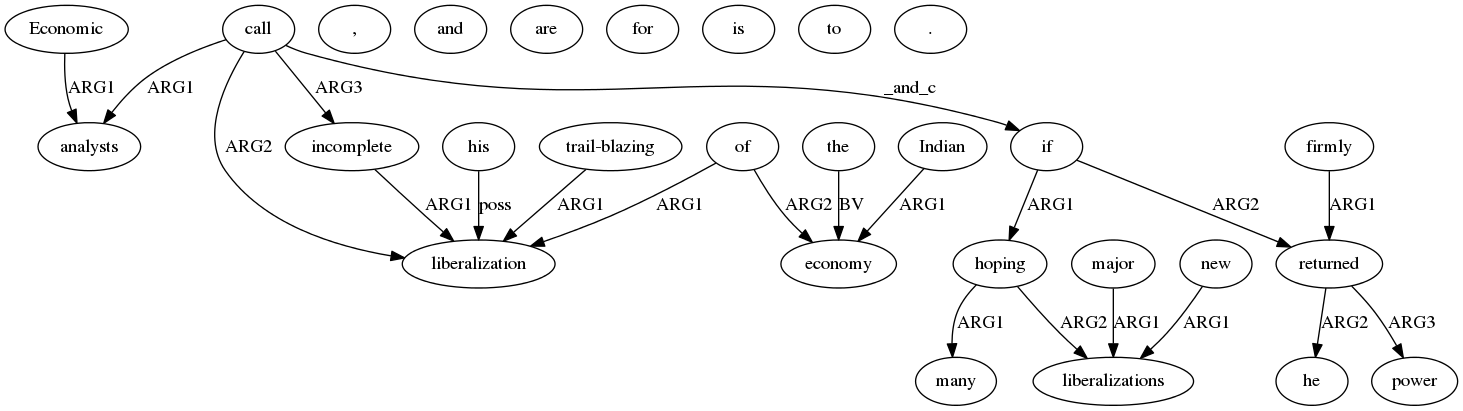 Economic call , and are for is to .
ARG1 ARG1 ARG3 _and_c
analysts ARG2 incomplete his trail-blazing of the Indian if firmly
ARG1 poss ARG1 ARG1 ARG2 BV ARG1 ARG1 ARG2 ARG1
liberalization economy hoping major new returned
ARG1 ARG2 ARG1 ARG1 ARG2 ARG3
many liberalizations he power